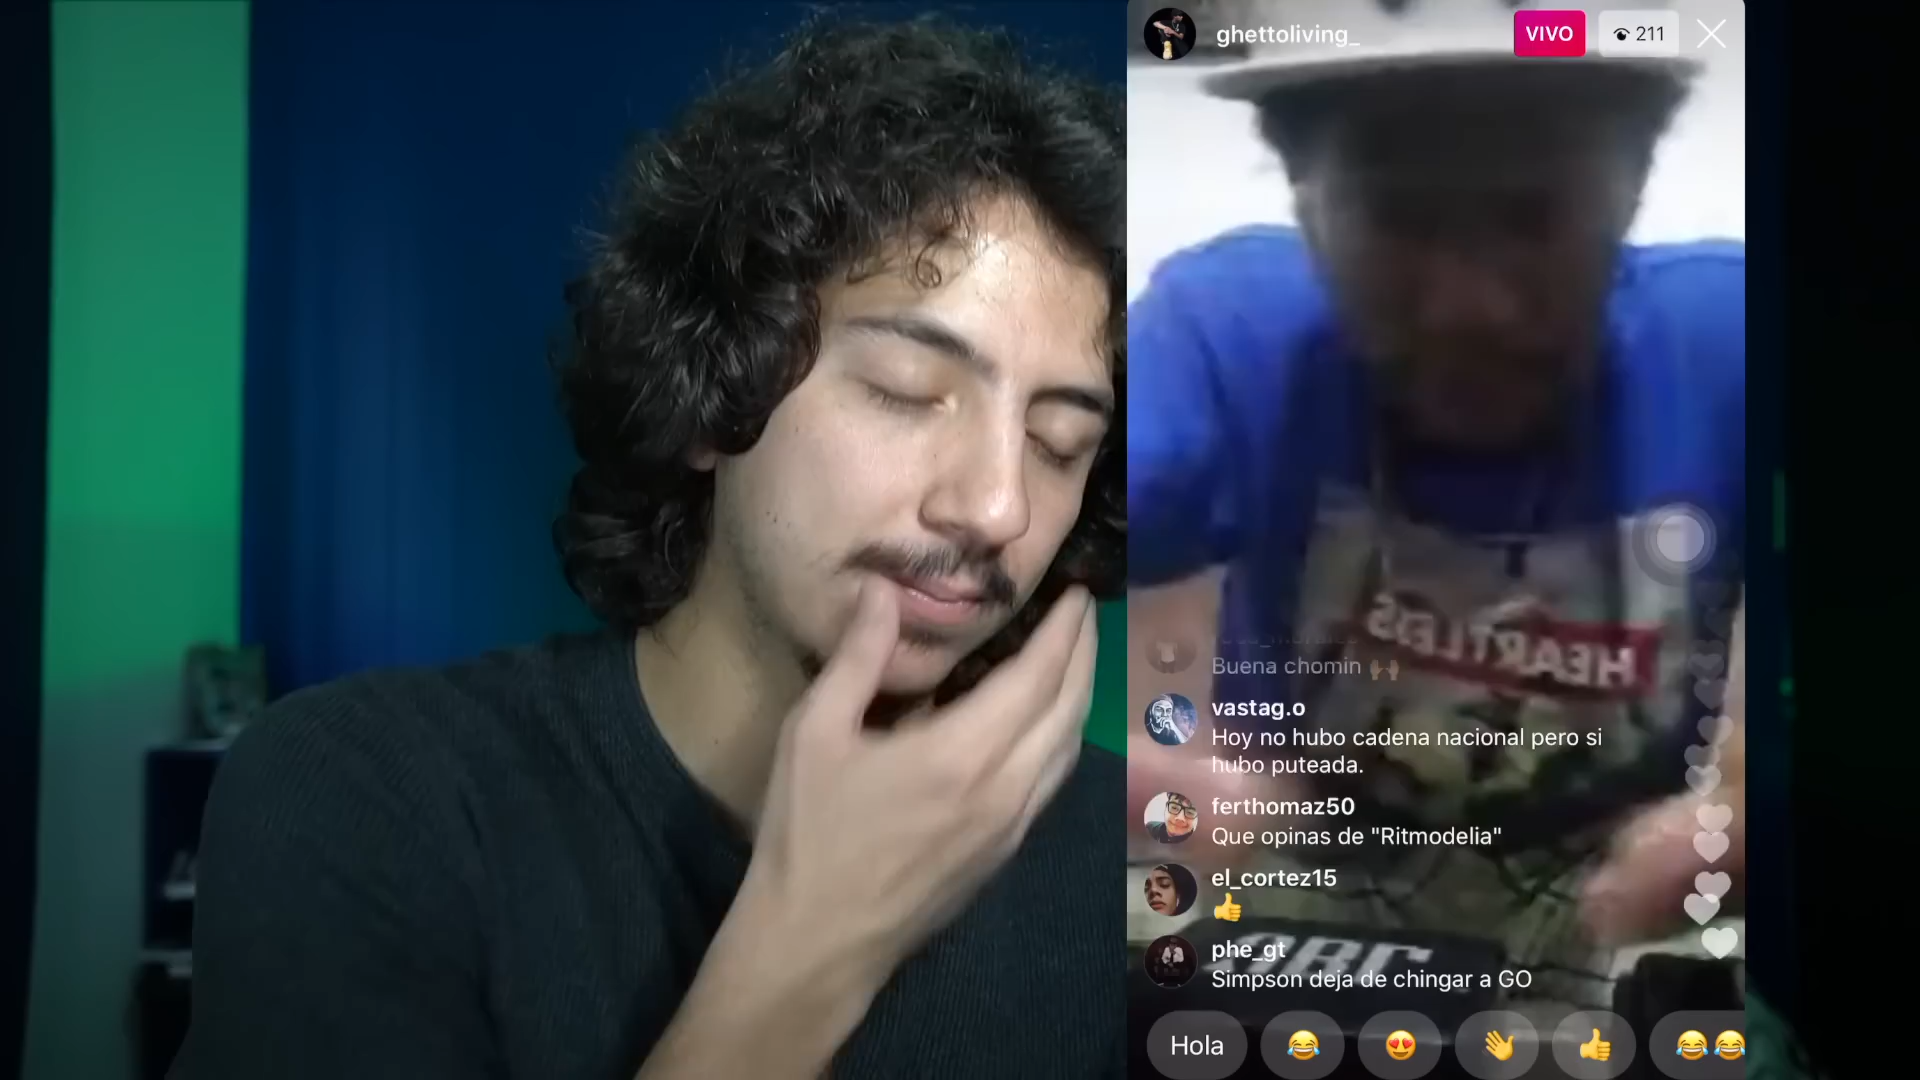 ghettoliving_
VIVO
211
HEARTLESS
Buena chomin 🙌🏽
vastag.o
Hoy no hubo cadena nacional pero si
hubo puteada.
ferthomaz50
Que opinas de "Ritmodelia"
el_cortez15
👍
phe_gt
Simpson deja de chingar a GO
Hola
😂
😍
👋
👍
😂😂